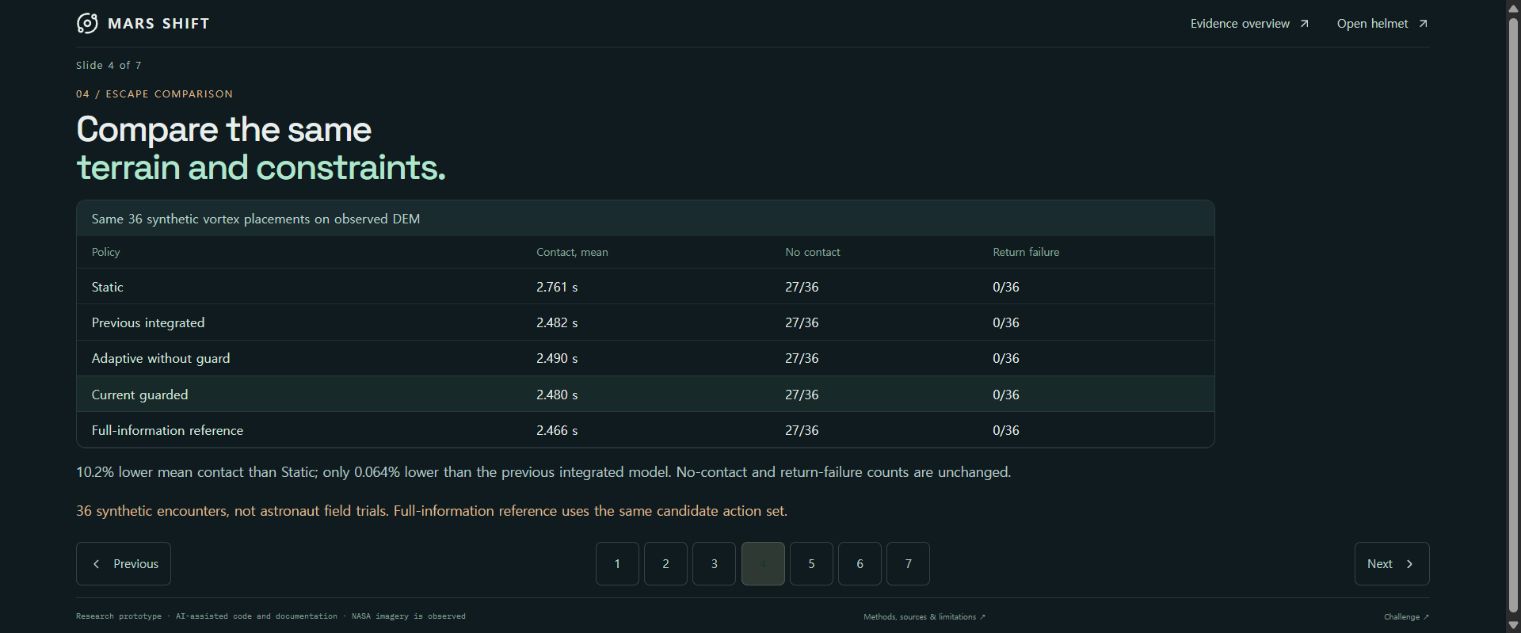 MARS SHIFT
Evidence overview ↗ Open helmet ↗
Slide 4 of 7
04 / ESCAPE COMPARISON
Compare the same
terrain and constraints.
Same 36 synthetic vortex placements on observed DEM
Policy Contact, mean No contact Return failure
Static 2.761 s 27/36 0/36
Previous integrated 2.482 s 27/36 0/36
Adaptive without guard 2.490 s 27/36 0/36
Current guarded 2.480 s 27/36 0/36
Full-information reference 2.466 s 27/36 0/36
10.2% lower mean contact than Static; only 0.064% lower than the previous integrated model. No-contact and return-failure counts are unchanged.
36 synthetic encounters, not astronaut field trials. Full-information reference uses the same candidate action set.
Previous 1 2 3 4 5 6 7 Next
Research prototype · AI-assisted code and documentation · NASA imagery is observed Methods, sources & limitations ↗ Challenge ↗